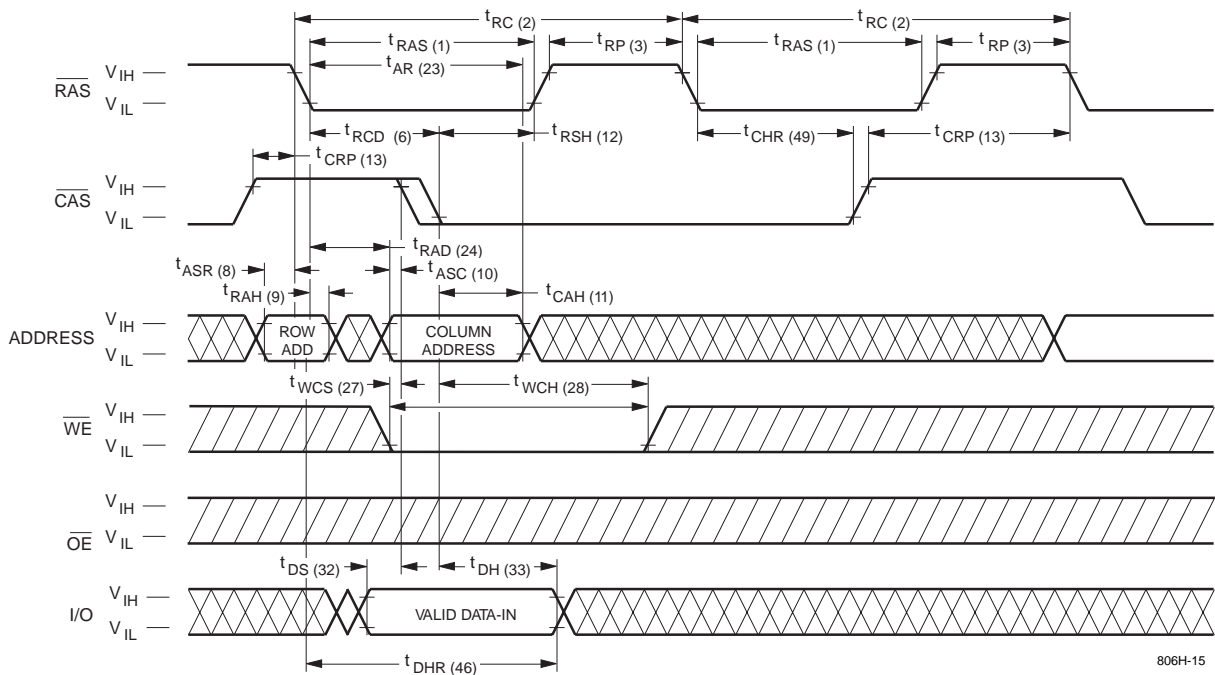 t RC (2) t RC (2)
t RAS (1) t RP (3) t RAS (1) t RP (3)
t AR (23)
RAS V IH
V IL
t RCD (6) t RSH (12) t CHR (49) t CRP (13)
t CRP (13)
CAS V IH
V IL
t RAD (24)
t ASR (8) t ASC (10)
t RAH (9) t CAH (11)
ADDRESS V IH
V IL
ROW ADD
COLUMN ADDRESS
t WCS (27) t WCH (28)
WE V IH
V IL
OE V IH
V IL
t DS (32) t DH (33)
I/O V IH
V IL
VALID DATA-IN
t DHR (46)
806H-15